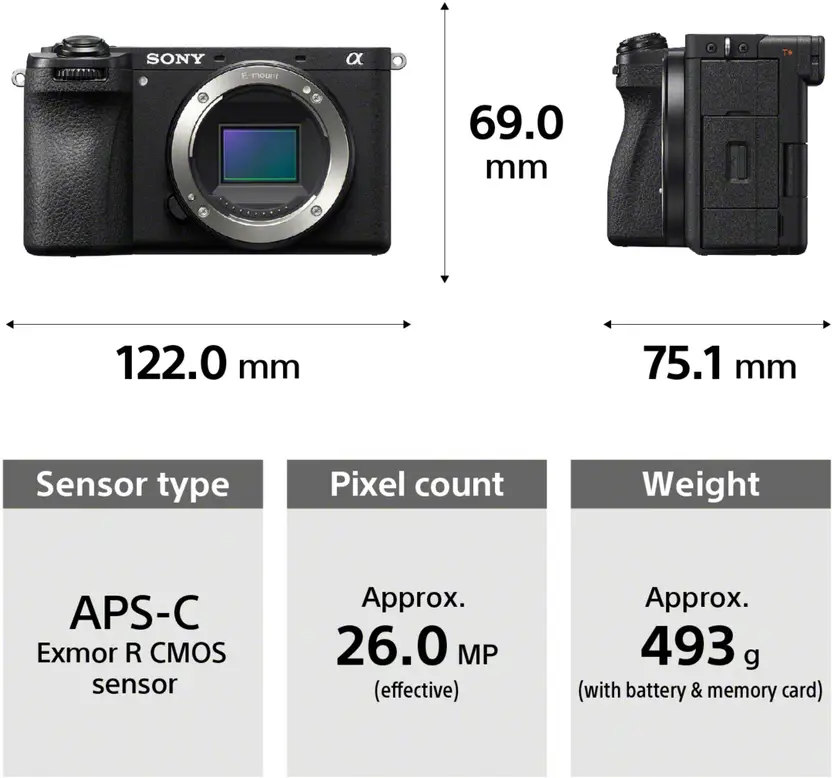 SONY
α
E-mount
69.0
mm
122.0 mm
75.1 mm
Sensor type
APS-C
Exmor R CMOS
sensor
Pixel count
Approx.
26.0 MP
(effective)
Weight
Approx.
493 g
(with battery & memory card)